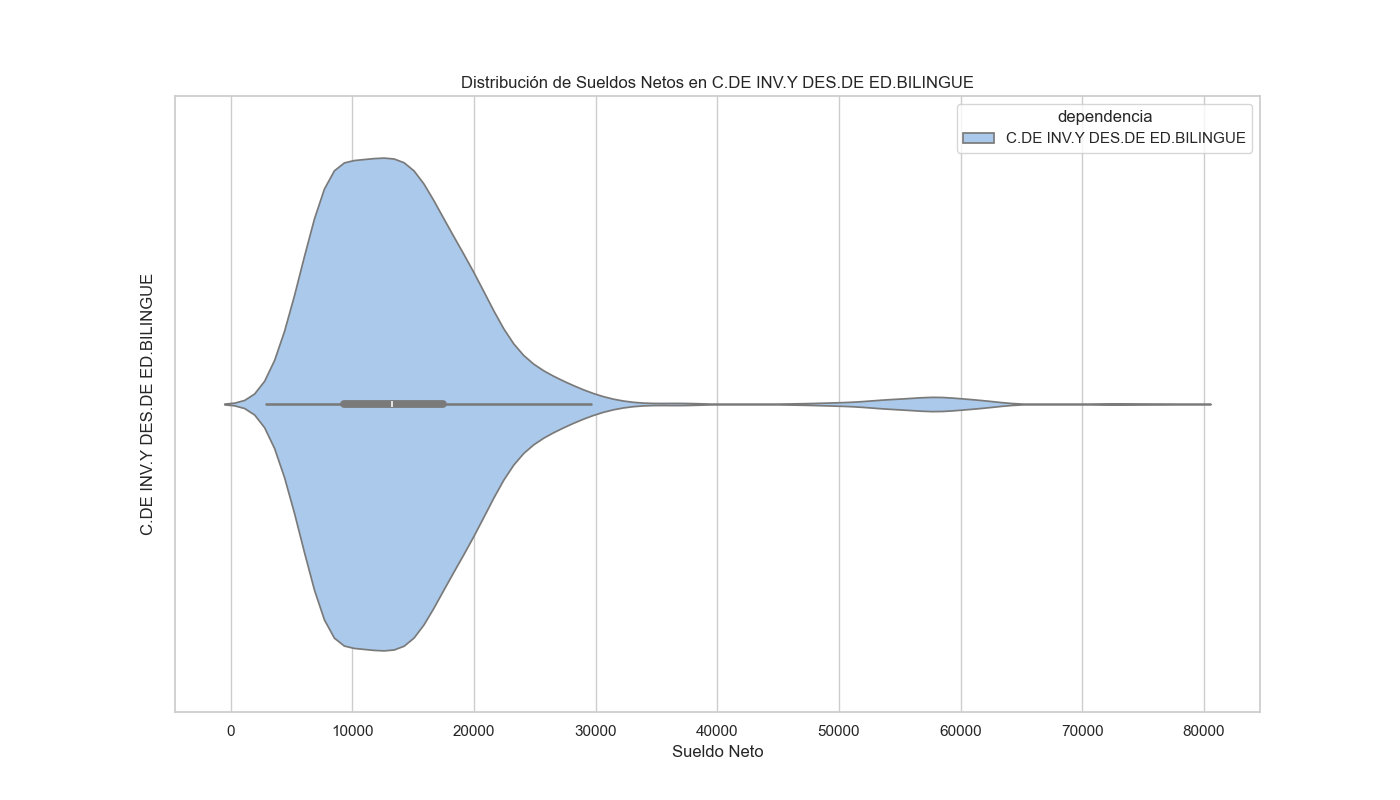 Distribución de Sueldos Netos en C.DE INV.Y DES.DE ED.BILINGUE
dependencia
C.DE INV.Y DES.DE ED.BILINGUE
C.DE INV.Y DES.DE ED.BILINGUE
0 10000 20000 30000 40000 50000 60000 70000 80000
Sueldo Neto